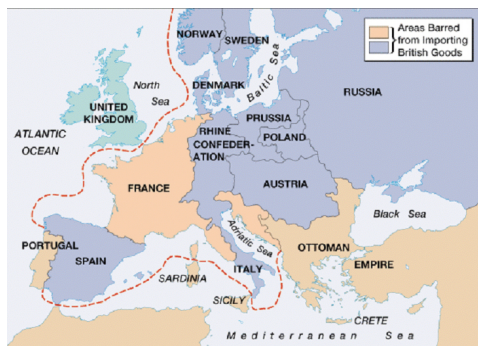 Areas Barred
from Importing
British Goods
NORWAY
SWEDEN
North
Sea
DENMARK
Baltic Sea
RUSSIA
UNITED
KINGDOM
ATLANTIC
OCEAN
PRUSSIA
RHINE
CONFEDER-
ATION
POLAND
FRANCE
AUSTRIA
Black Sea
Adriatic Sea
PORTUGAL
SPAIN
OTTOMAN
EMPIRE
ITALY
SARDINIA
SICILY
CRETE
Mediterranean Sea